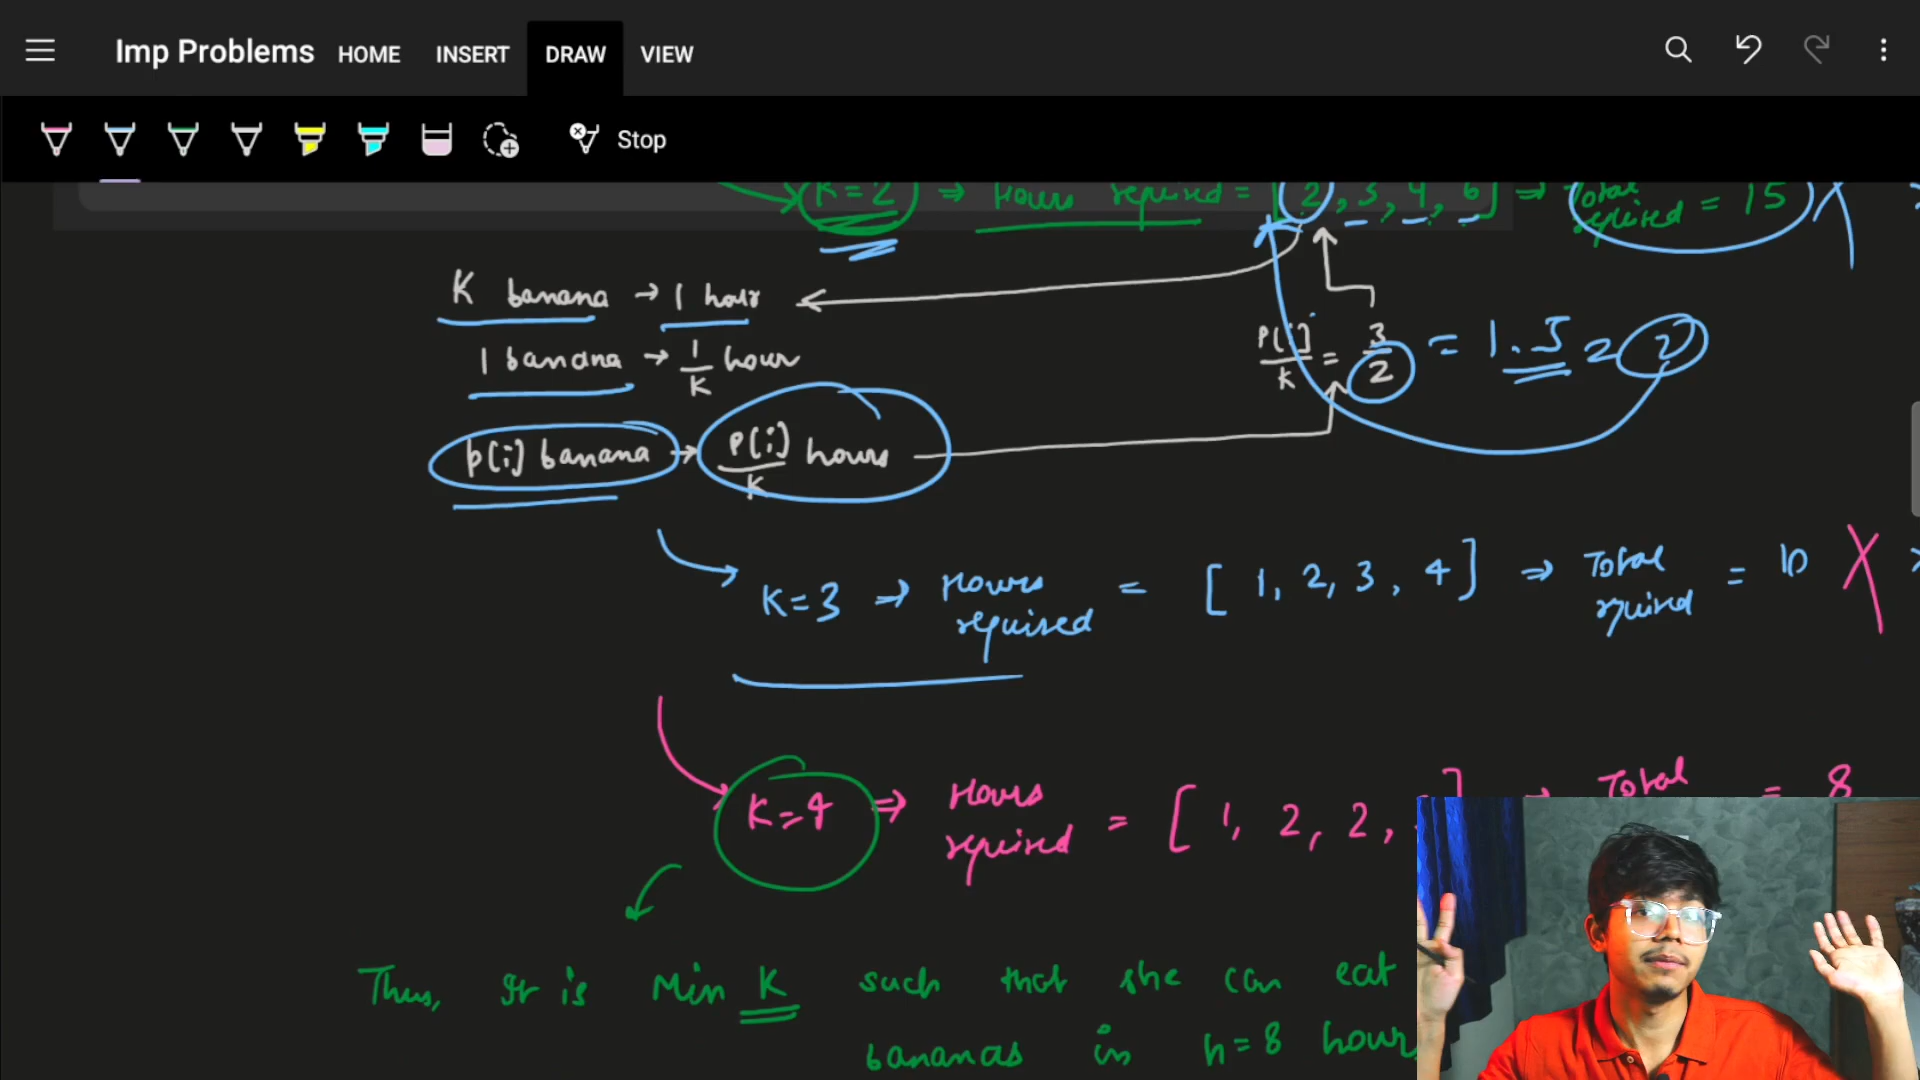 Imp Problems HOME INSERT DRAW VIEW
Stop
K = 2 ⇒ Hours required = [2, 3, 4, 6] ⇒ Total required = 15 X
K banana → 1 hour
1 banana → 1/K hour
P[i]/K = 3/2 = 1.5 = 2
p[i] banana → P[i]/K hours
K=3 ⇒ Hours required = [1, 2, 3, 4] ⇒ Total required = 10 X
K=4 ⇒ Hours required = [1, 2, 2, ] → Total = 8
Thus, It is Min K such that she can eat
bananas in h=8 hours